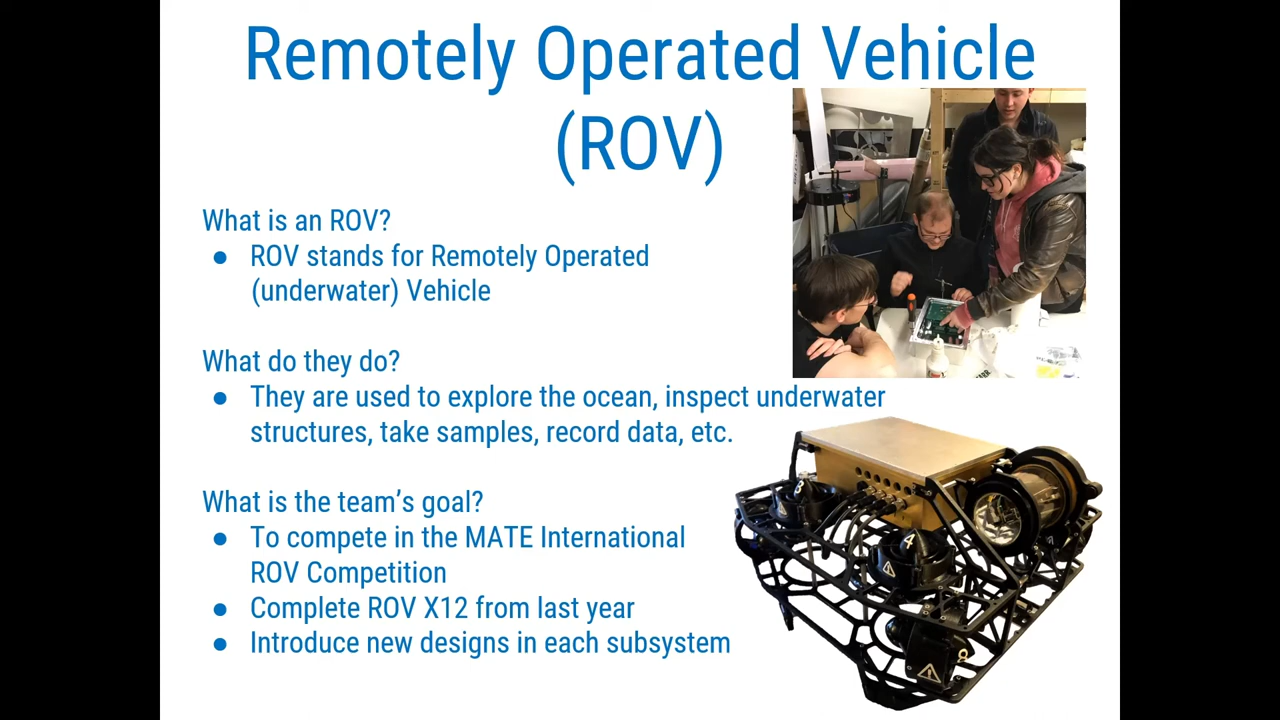 Remotely Operated Vehicle
(ROV)
What is an ROV?
● ROV stands for Remotely Operated
(underwater) Vehicle
What do they do?
● They are used to explore the ocean, inspect underwater
structures, take samples, record data, etc.
What is the team’s goal?
● To compete in the MATE International
ROV Competition
● Complete ROV X12 from last year
● Introduce new designs in each subsystem
8
4